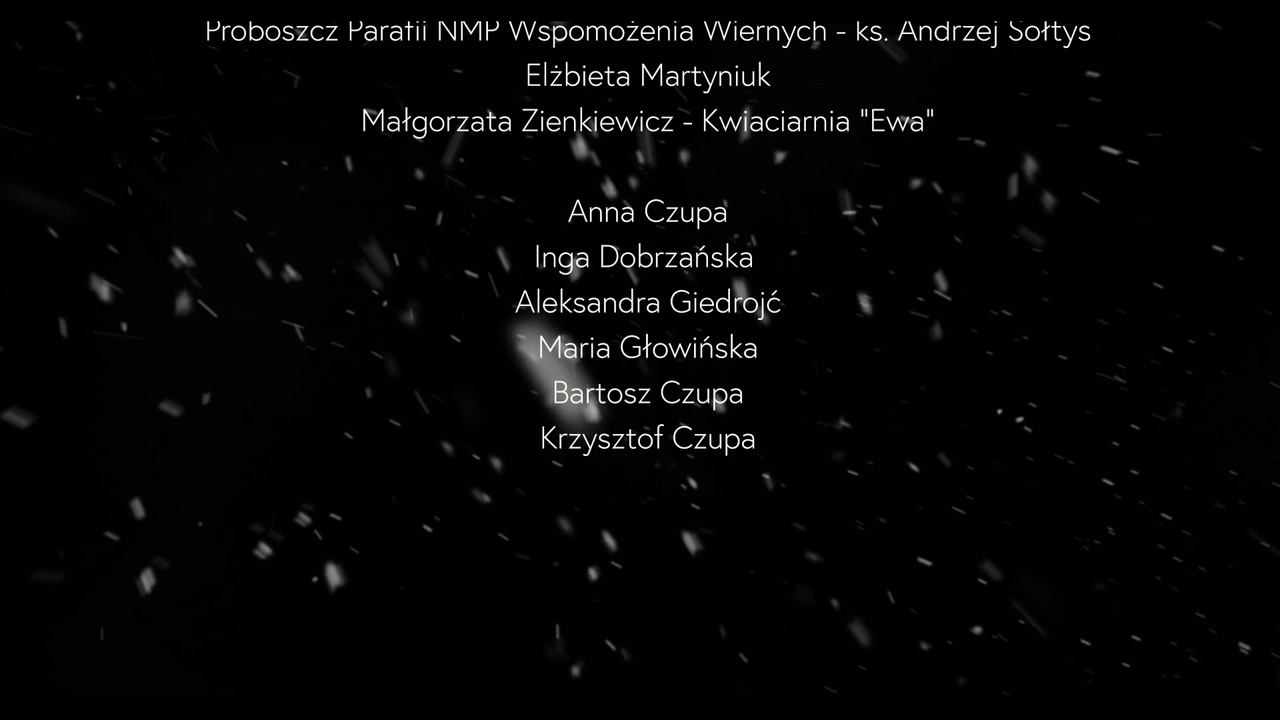 Proboszcz Parafii NMP Wspomożenia Wiernych - ks. Andrzej Sołtys
Elżbieta Martyniuk
Małgorzata Zienkiewicz - Kwiaciarnia "Ewa"
Anna Czupa
Inga Dobrzańska
Aleksandra Giedrojć
Maria Głowińska
Bartosz Czupa
Krzysztof Czupa